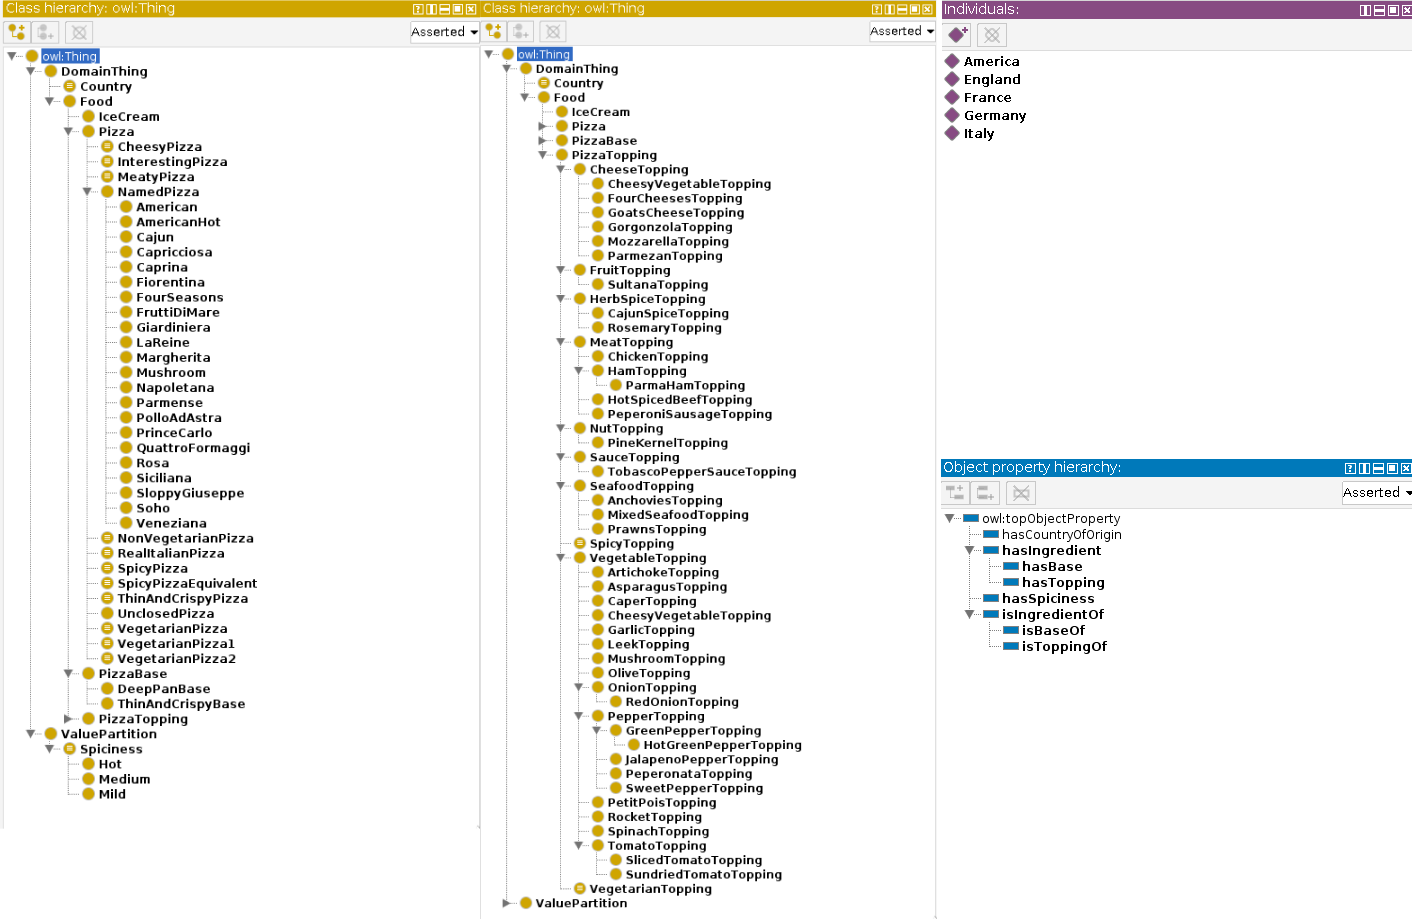 Class hierarchy: owl:Thing
Asserted
owl:Thing
DomainThing
Country
Food
IceCream
Pizza
CheesyPizza
InterestingPizza
MeatyPizza
NamedPizza
American
AmericanHot
Cajun
Capricciosa
Caprina
Fiorentina
FourSeasons
FruttiDiMare
Giardiniera
LaReine
Margherita
Mushroom
Napoletana
Parmense
PolloAdAstra
PrinceCarlo
QuattroFormaggi
Rosa
Siciliana
SloppyGiuseppe
Soho
Veneziana
NonVegetarianPizza
RealItalianPizza
SpicyPizza
SpicyPizzaEquivalent
ThinAndCrispyPizza
UnclosedPizza
VegetarianPizza
VegetarianPizza1
VegetarianPizza2
PizzaBase
DeepPanBase
ThinAndCrispyBase
PizzaTopping
ValuePartition
Spiciness
Hot
Medium
Mild
Class hierarchy: owl:Thing
Asserted
owl:Thing
DomainThing
Country
Food
IceCream
Pizza
PizzaBase
PizzaTopping
CheeseTopping
CheesyVegetableTopping
FourCheesesTopping
GoatsCheeseTopping
GorgonzolaTopping
MozzarellaTopping
ParmezanTopping
FruitTopping
SultanaTopping
HerbSpiceTopping
CajunSpiceTopping
RosemaryTopping
MeatTopping
ChickenTopping
HamTopping
ParmaHamTopping
HotSpicedBeefTopping
PeperoniSausageTopping
NutTopping
PineKernelTopping
SauceTopping
TobascoPepperSauceTopping
SeafoodTopping
AnchoviesTopping
MixedSeafoodTopping
PrawnsTopping
SpicyTopping
VegetableTopping
ArtichokeTopping
AsparagusTopping
CaperTopping
CheesyVegetableTopping
GarlicTopping
LeekTopping
MushroomTopping
OliveTopping
OnionTopping
RedOnionTopping
PepperTopping
GreenPepperTopping
HotGreenPepperTopping
JalapenoPepperTopping
PeperonataTopping
SweetPepperTopping
PetitPoisTopping
RocketTopping
SpinachTopping
TomatoTopping
SlicedTomatoTopping
SundriedTomatoTopping
VegetarianTopping
ValuePartition
Individuals:
America
England
France
Germany
Italy
Object property hierarchy:
Asserted
owl:topObjectProperty
hasCountryOfOrigin
hasIngredient
hasBase
hasTopping
hasSpiciness
isIngredientOf
isBaseOf
isToppingOf